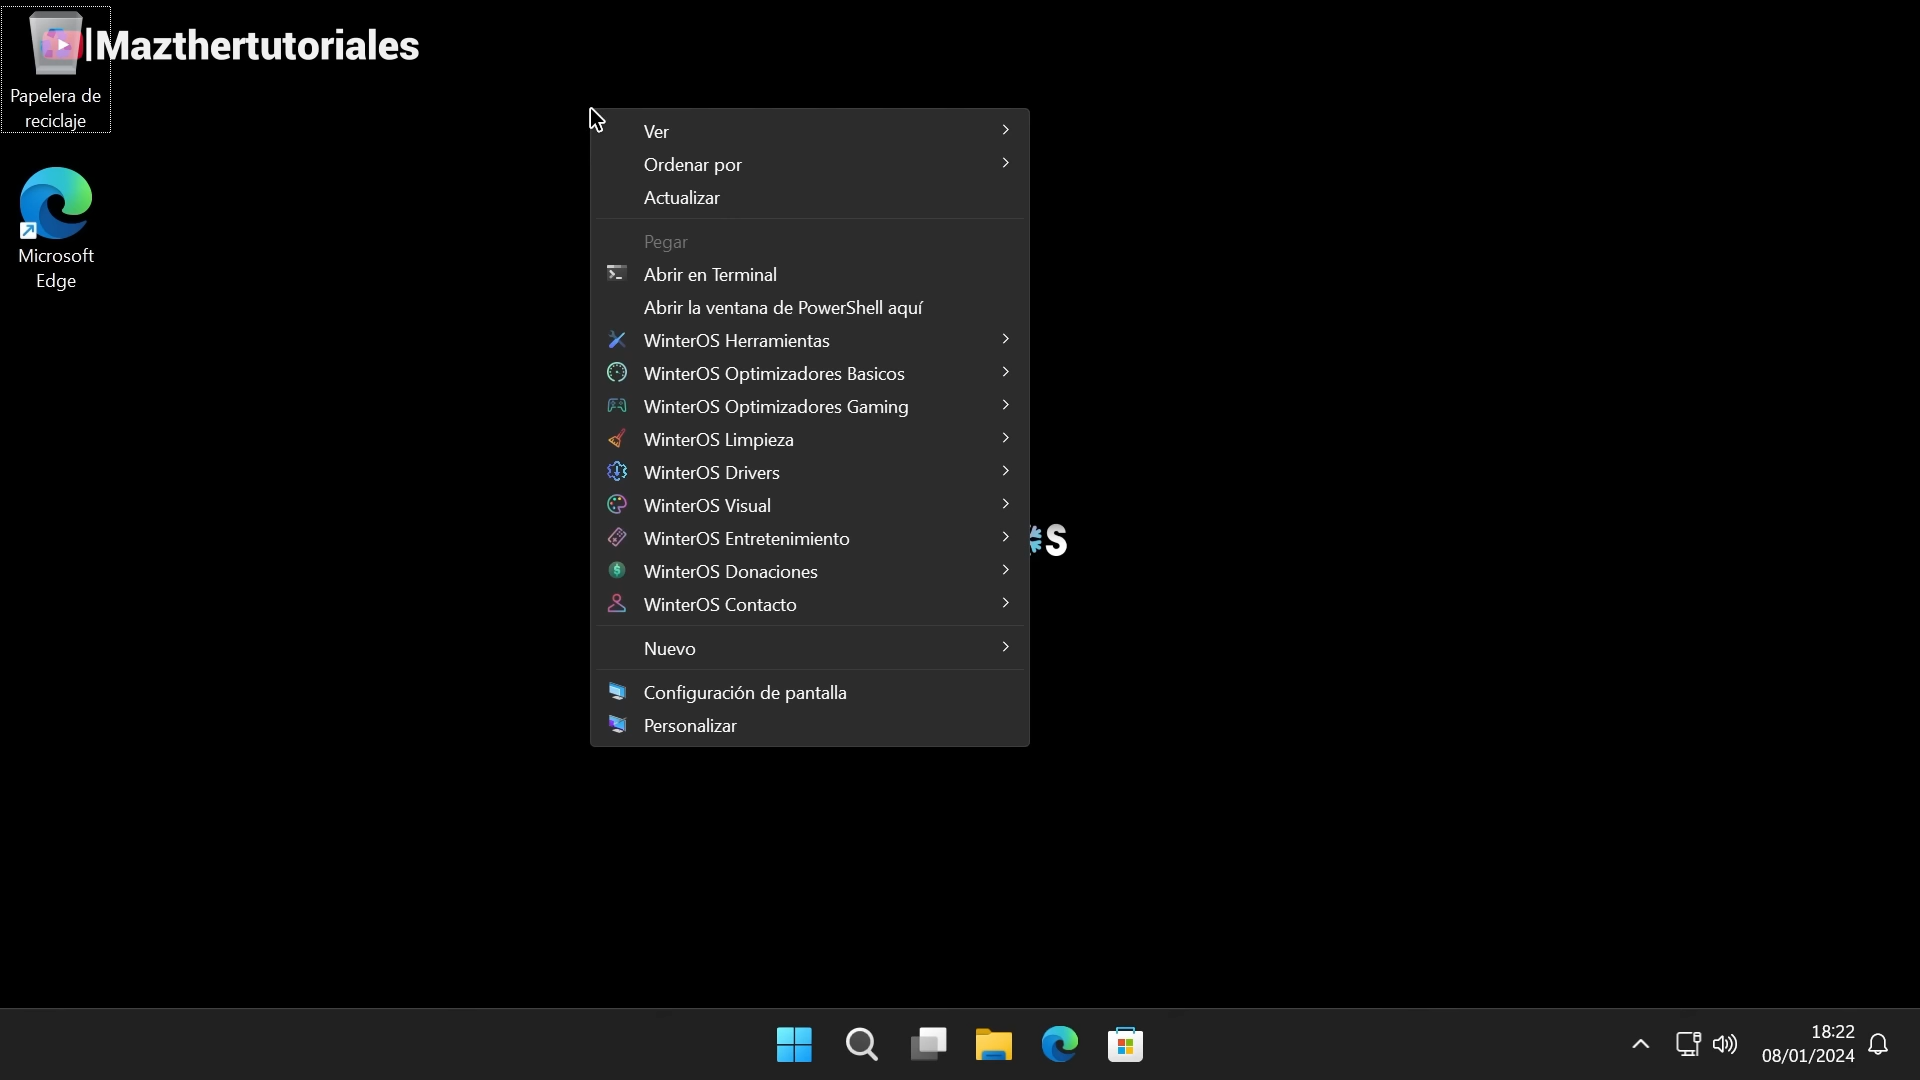 |Mazthertutoriales
Papelera de
reciclaje
Microsoft
Edge
Ver
Ordenar por
Actualizar
Pegar
Abrir en Terminal
Abrir la ventana de PowerShell aquí
WinterOS Herramientas
WinterOS Optimizadores Basicos
WinterOS Optimizadores Gaming
WinterOS Limpieza
WinterOS Drivers
WinterOS Visual
WinterOS Entretenimiento
WinterOS Donaciones
WinterOS Contacto
Nuevo
Configuración de pantalla
Personalizar
S
18:22
08/01/2024